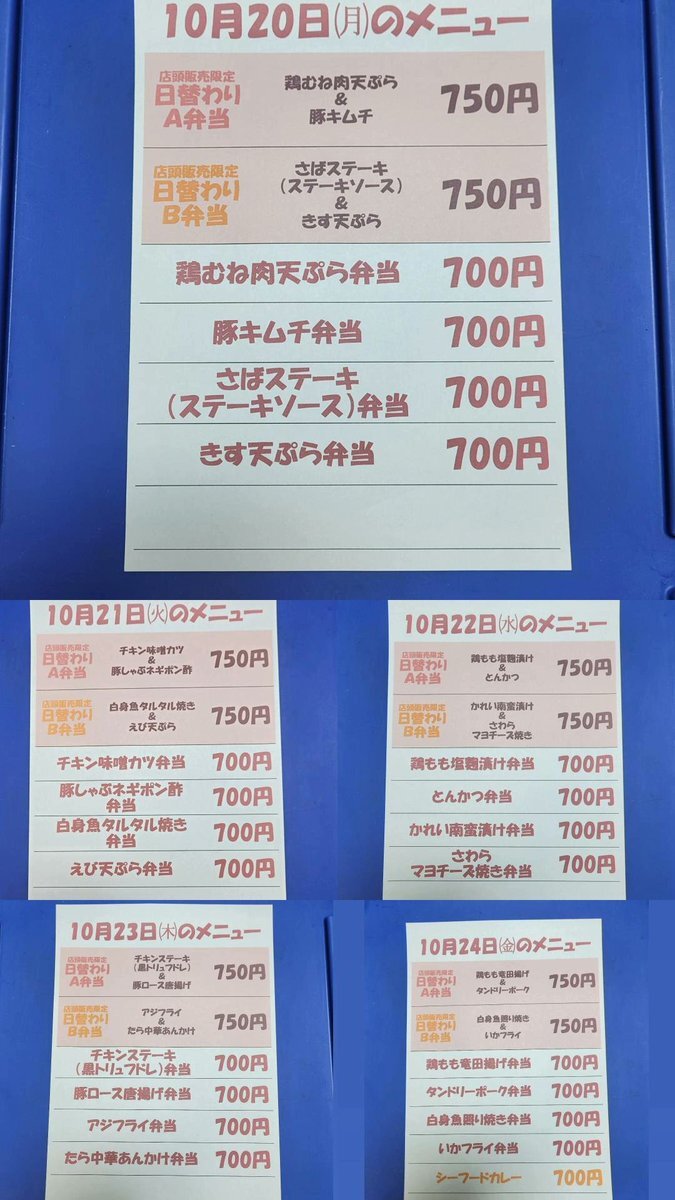 10月20日㈪のメニュー
店頭販売限定
日替わり
A弁当
鶏むね肉天ぷら
&
豚キムチ
750円
店頭販売限定
日替わり
B弁当
さばステーキ
(ステーキソース)
&
きす天ぷら
750円
鶏むね肉天ぷら弁当 700円
豚キムチ弁当 700円
さばステーキ
(ステーキソース)弁当 700円
きす天ぷら弁当 700円
10月21日㈫のメニュー
店頭販売限定
日替わり
A弁当
チキン味噌カツ
&
豚しゃぶネギポン酢
750円
店頭販売限定
日替わり
B弁当
白身魚タルタル焼き
&
えび天ぷら
750円
チキン味噌カツ弁当 700円
豚しゃぶネギポン酢
弁当 700円
白身魚タルタル焼き
弁当 700円
えび天ぷら弁当 700円
10月22日㈬のメニュー
店頭販売限定
日替わり
A弁当
鶏もも塩麹漬け
&
とんかつ
750円
店頭販売限定
日替わり
B弁当
かれい南蛮漬け
&
さわら
マヨチーズ焼き
750円
鶏もも塩麹漬け弁当 700円
とんかつ弁当 700円
かれい南蛮漬け弁当 700円
さわら
マヨチーズ焼き弁当 700円
10月23日㈭のメニュー
店頭販売限定
日替わり
A弁当
チキンステーキ
(黒トリュフドレ)
&
豚ロース唐揚げ
750円
店頭販売限定
日替わり
B弁当
アジフライ
&
たら中華あんかけ
750円
チキンステーキ
(黒トリュフドレ)弁当 700円
豚ロース唐揚げ弁当 700円
アジフライ弁当 700円
たら中華あんかけ弁当 700円
10月24日㈮のメニュー
店頭販売限定
日替わり
A弁当
鶏もも竜田揚げ
&
タンドリーポーク
750円
店頭販売限定
日替わり
B弁当
白身魚照り焼き
&
いかフライ
750円
鶏もも竜田揚げ弁当 700円
タンドリーポーク弁当 700円
白身魚照り焼き弁当 700円
いかフライ弁当 700円
シーフードカレー 700円